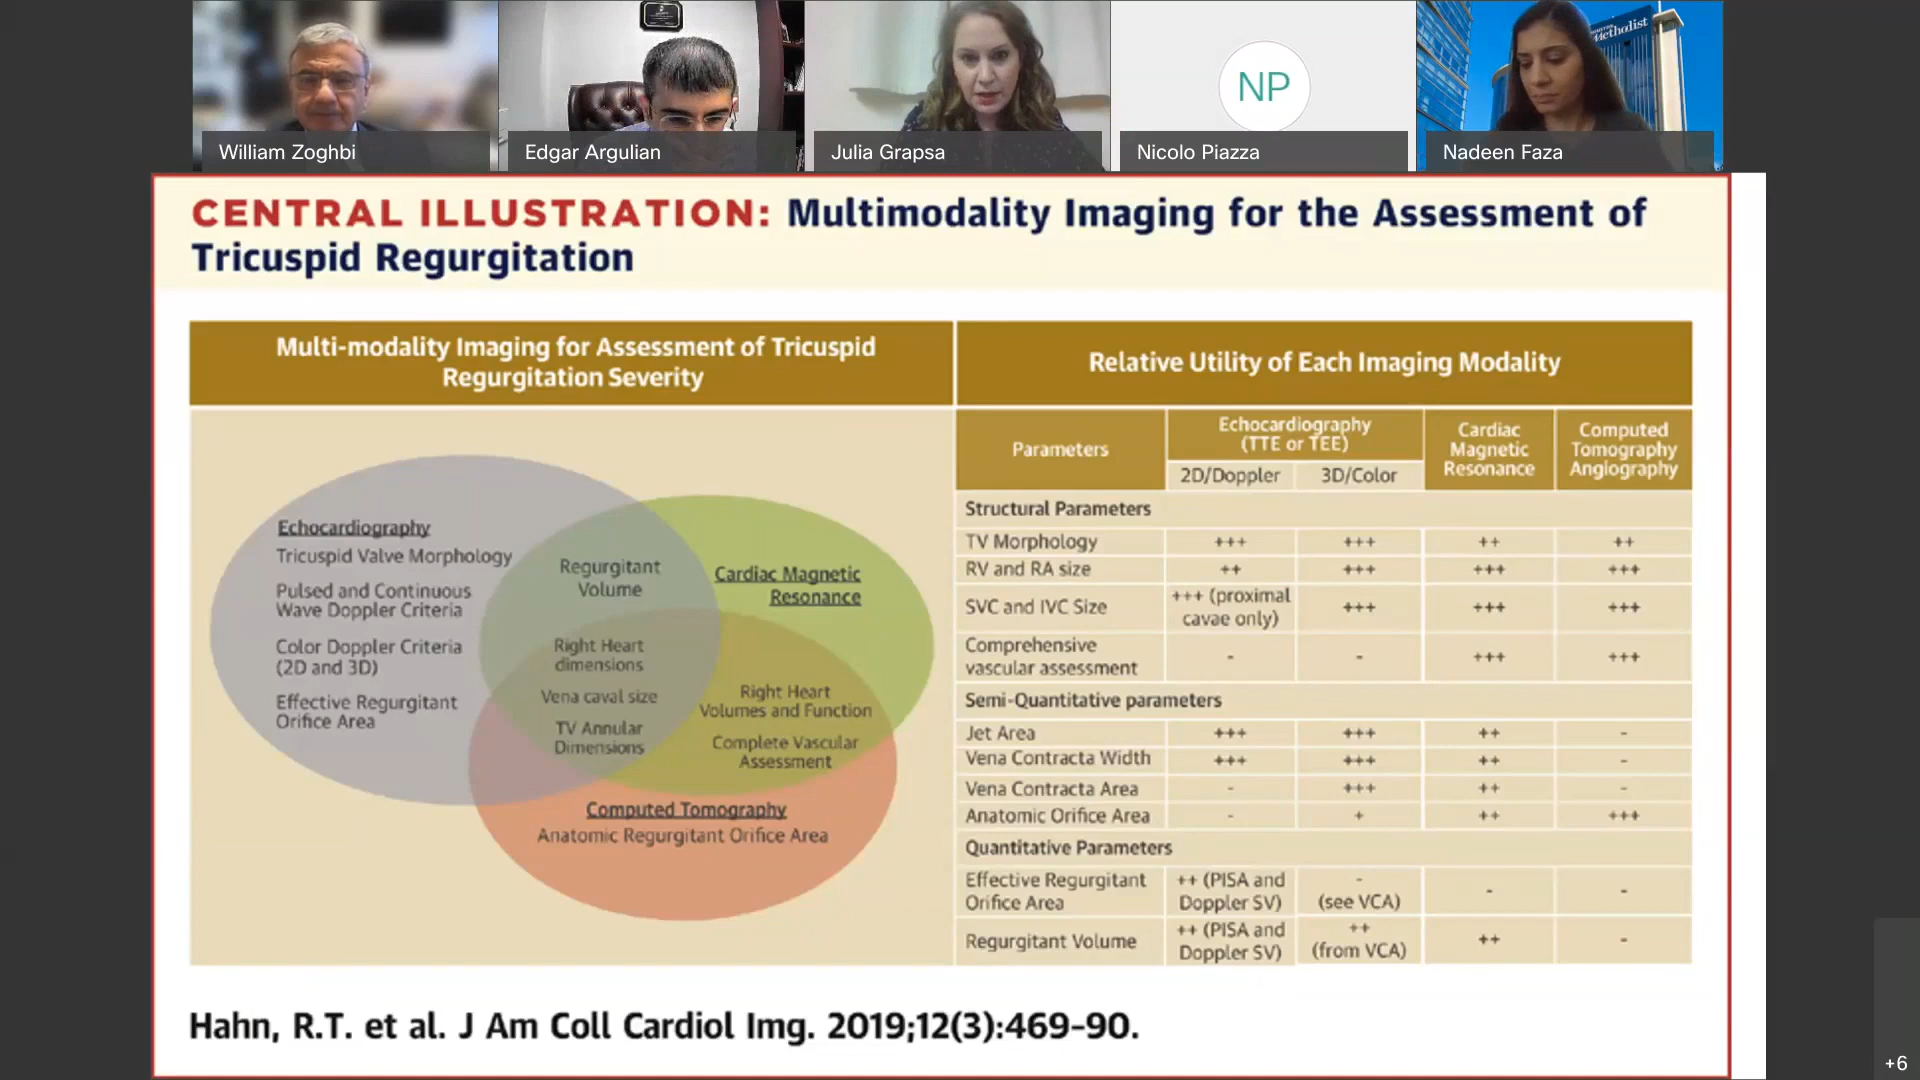 Methodist
William Zoghbi
Edgar Argulian
Julia Grapsa
NP
Nicolo Piazza
Nadeen Faza
CENTRAL ILLUSTRATION: Multimodality Imaging for the Assessment of
Tricuspid Regurgitation
Multi-modality Imaging for Assessment of Tricuspid
Regurgitation Severity
Echocardiography
Tricuspid Valve Morphology
Pulsed and Continuous
Wave Doppler Criteria
Color Doppler Criteria
(2D and 3D)
Effective Regurgitant
Orifice Area
Regurgitant
Volume
Cardiac Magnetic
Resonance
Right Heart
dimensions
Vena caval size
TV Annular
Dimensions
Right Heart
Volumes and Function
Complete Vascular
Assessment
Computed Tomography
Anatomic Regurgitant Orifice Area
Relative Utility of Each Imaging Modality
Parameters
Echocardiography
(TTE or TEE)
2D/Doppler
3D/Color
Cardiac
Magnetic
Resonance
Computed
Tomography
Angiography
Structural Parameters
TV Morphology +++ +++ ++ ++
RV and RA size ++ +++ +++ +++
SVC and IVC Size +++ (proximal
cavae only) +++ +++ +++
Comprehensive
vascular assessment - - +++ +++
Semi-Quantitative parameters
Jet Area +++ +++ ++ -
Vena Contracta Width +++ +++ ++ -
Vena Contracta Area - +++ ++ -
Anatomic Orifice Area - + ++ +++
Quantitative Parameters
Effective Regurgitant
Orifice Area
++ (PISA and
Doppler SV)
-
(see VCA)
-
-
Regurgitant Volume
++ (PISA and
Doppler SV)
++
(from VCA)
++
-
Hahn, R.T. et al. J Am Coll Cardiol Img. 2019;12(3):469-90.
+6